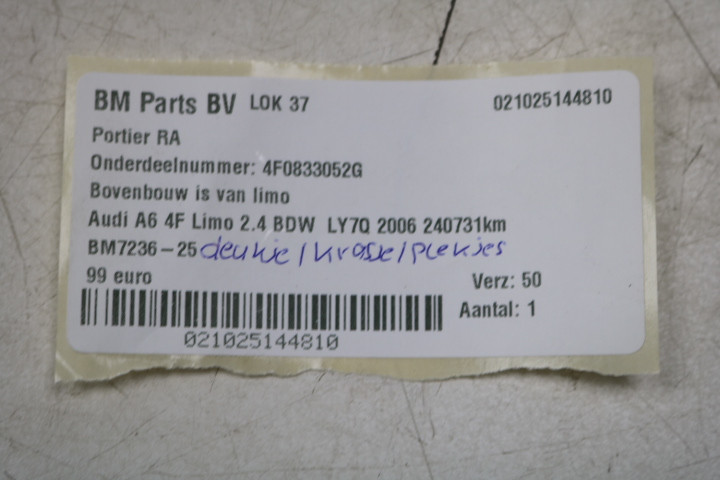 BM Parts BV LOK 37 021025144810
Portier RA
Onderdeelnummer: 4F0833052G
Bovenbouw is van limo
Audi A6 4F Limo 2.4 BDW LY7Q 2006 240731km
BM7236-25 deukje/krasje/plekjes
99 euro Verz: 50
Aantal: 1
021025144810